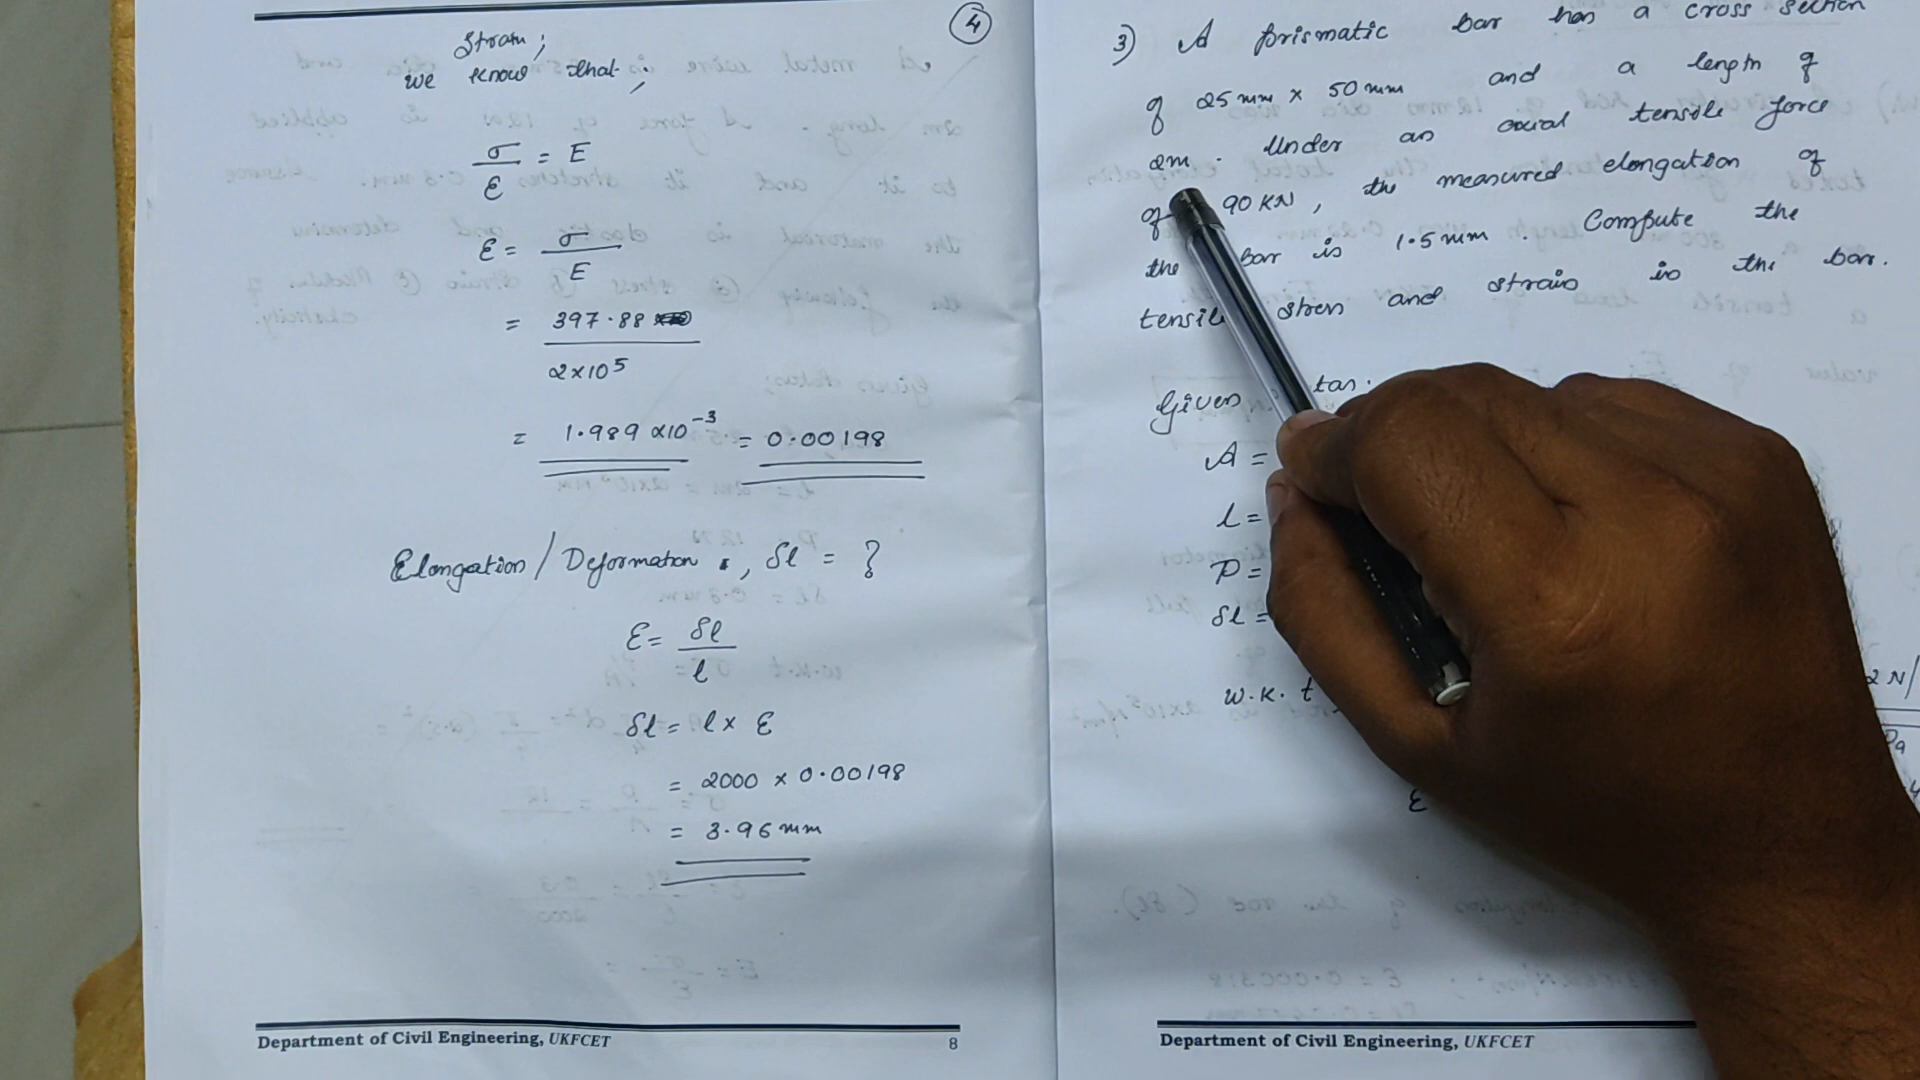 4
Strain;
we know that;
σ/ε = E
ε = σ/E
= 397.88 / 2x10^5
= 1.989 x10^-3 = 0.00198
Elongation / Deformation, δl = ?
ε = δl/l
δl = l x ε
= 2000 x 0.00198
= 3.96 mm
Department of Civil Engineering, UKFCET 8
3) A prismatic bar has a cross section
of 25 mm x 50 mm and a length of
2m. Under an axial tensile force
of 90 KN, the measured elongation of
the bar is 1.5 mm. Compute the
tensil stress and strain in the bar.
Given
A =
l =
P =
δl =
w.k.t
2 N/
ε
Department of Civil Engineering, UKFCET